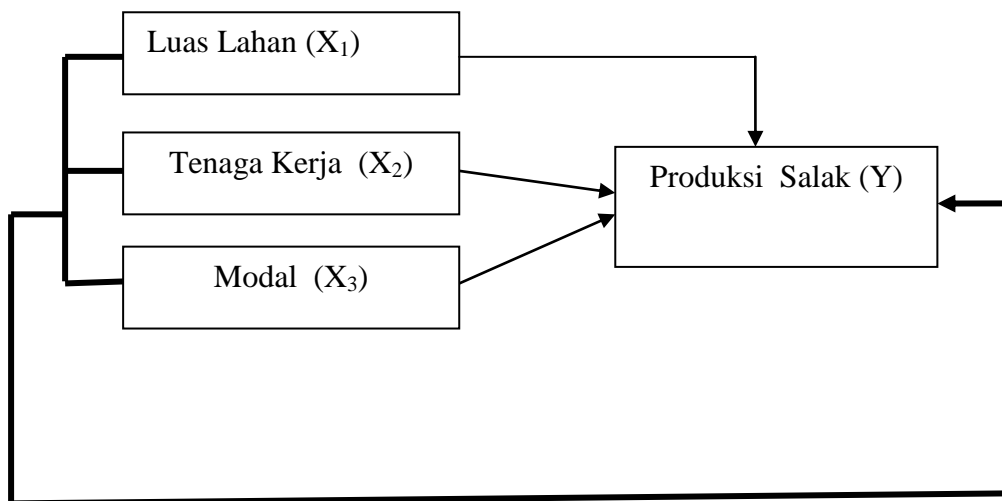 Luas Lahan (X₁)
Tenaga Kerja (X₂)
Produksi Salak (Y)
Modal (X₃)